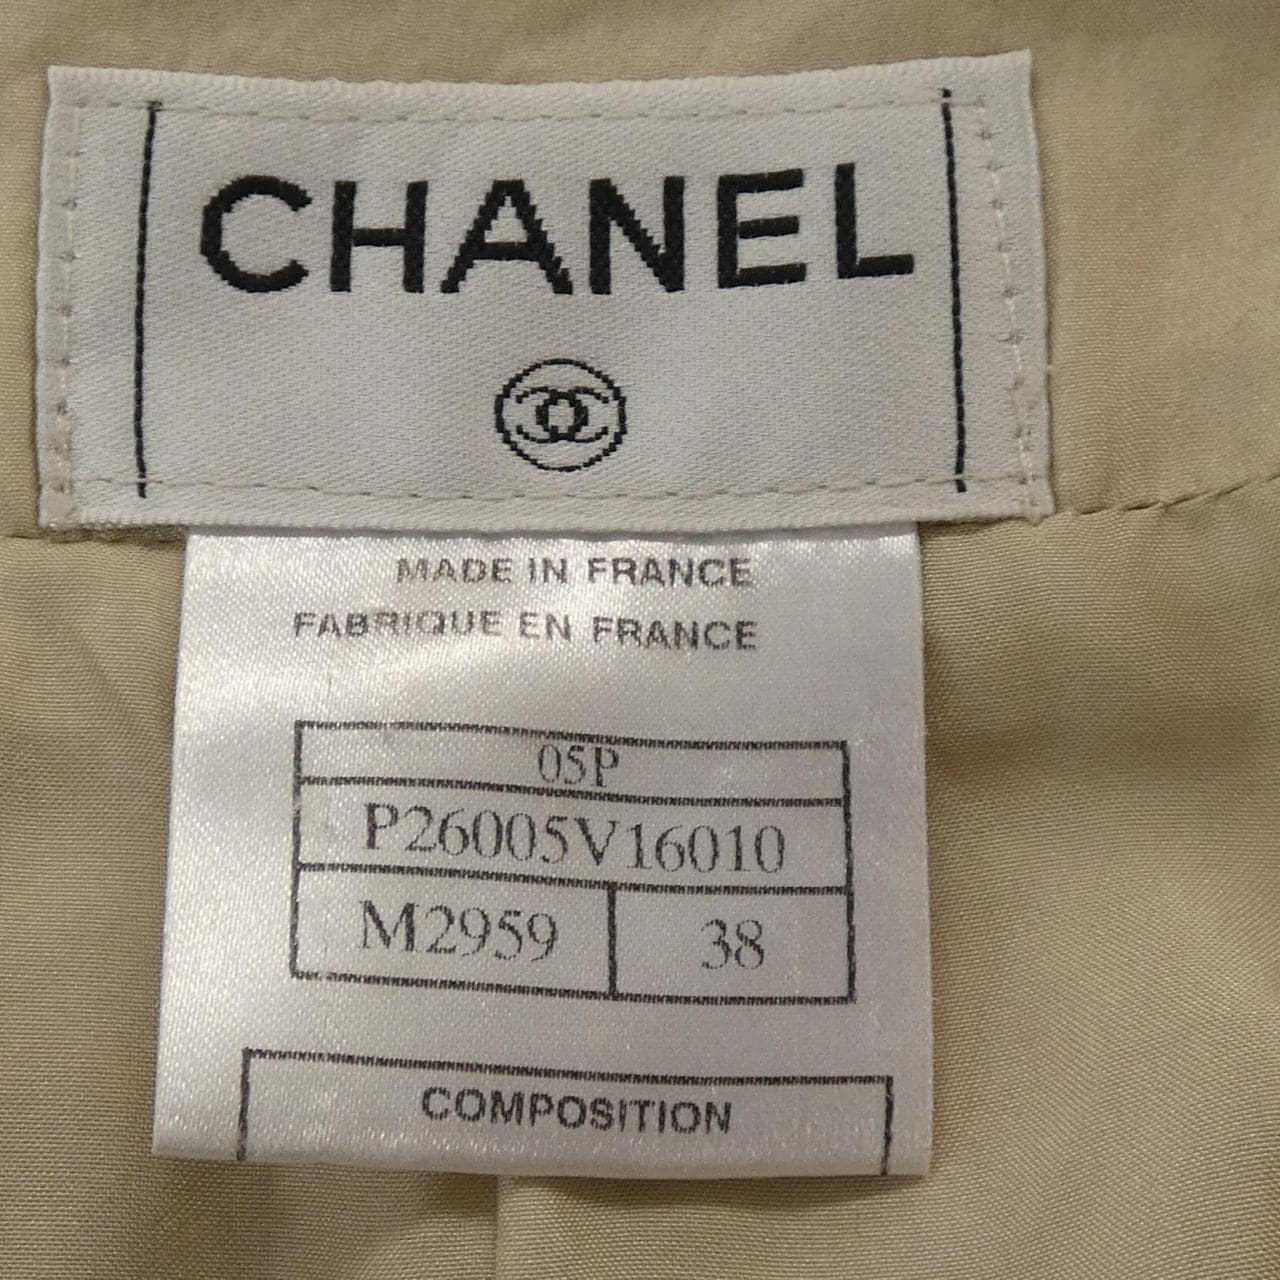 CHANEL
MADE IN FRANCE
FABRIQUE EN FRANCE
05P
P26005V16010
M2959 38
COMPOSITION